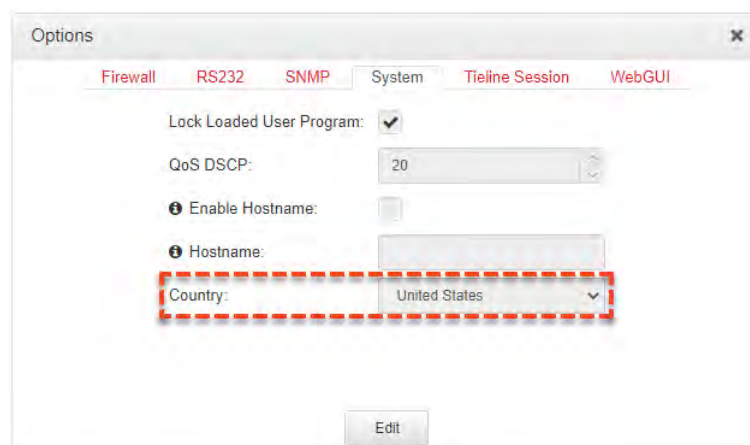 Options
Firewall RS232 SNMP System Tieline Session WebGUI
Lock Loaded User Program:
QoS DSCP: 20
Enable Hostname:
Hostname:
Country: United States
Edit